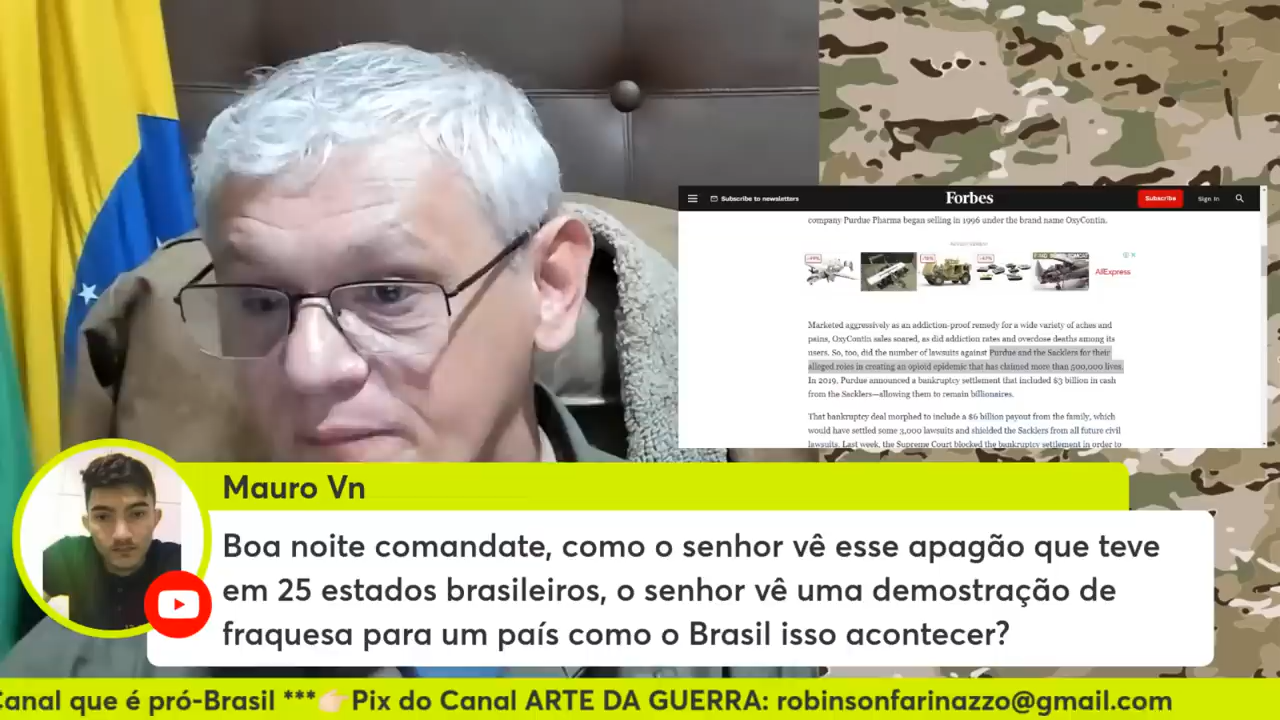 Subscribe to newsletters
Forbes
Subscribe
Sign In
company Purdue Pharma began selling in 1996 under the brand name OxyContin.
AliExpress
Marketed aggressively as an addiction-proof remedy for a wide variety of aches and
pains, OxyContin sales soared, as did addiction rates and overdose deaths among its
users. So, too, did the number of lawsuits against Purdue and the Sacklers for their
alleged roles in creating an opioid epidemic that has claimed more than 500,000 lives.
In 2019, Purdue announced a bankruptcy settlement that included $3 billion in cash
from the Sacklers—allowing them to remain billionaires.
That bankruptcy deal morphed to include a $6 billion payout from the family, which
would have settled some 3,000 lawsuits and shielded the Sacklers from all future civil
lawsuits. Last week, the Supreme Court blocked the bankruptcy settlement in order to
Mauro Vn
Boa noite comandate, como o senhor vê esse apagão que teve
em 25 estados brasileiros, o senhor vê uma demostração de
fraquesa para um país como o Brasil isso acontecer?
Canal que é pró-Brasil ***👉🏻Pix do Canal ARTE DA GUERRA: robinsonfarinazzo@gmail.com